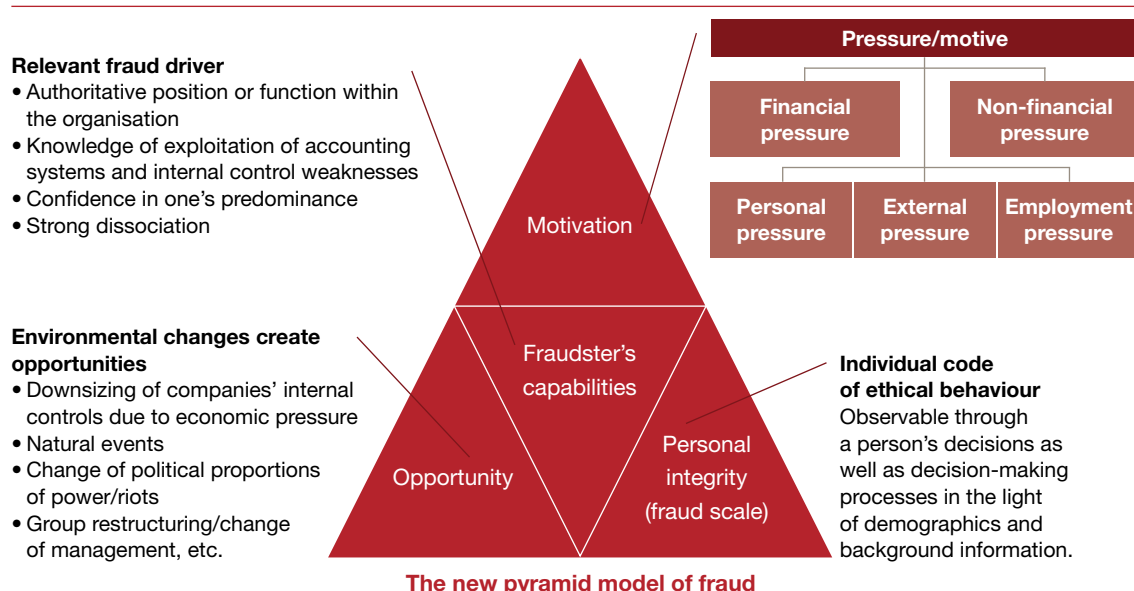 Relevant fraud driver
• Authoritative position or function within
the organisation
• Knowledge of exploitation of accounting
systems and internal control weaknesses
• Confidence in one’s predominance
• Strong dissociation
Pressure/motive
Financial
pressure
Non-financial
pressure
Personal
pressure
External
pressure
Employment
pressure
Motivation
Environmental changes create
opportunities
• Downsizing of companies’ internal
controls due to economic pressure
• Natural events
• Change of political proportions
of power/riots
• Group restructuring/change
of management, etc.
Fraudster’s
capabilities
Opportunity
Personal
integrity
(fraud scale)
Individual code
of ethical behaviour
Observable through
a person’s decisions as
well as decision-making
processes in the light
of demographics and
background information.
The new pyramid model of fraud